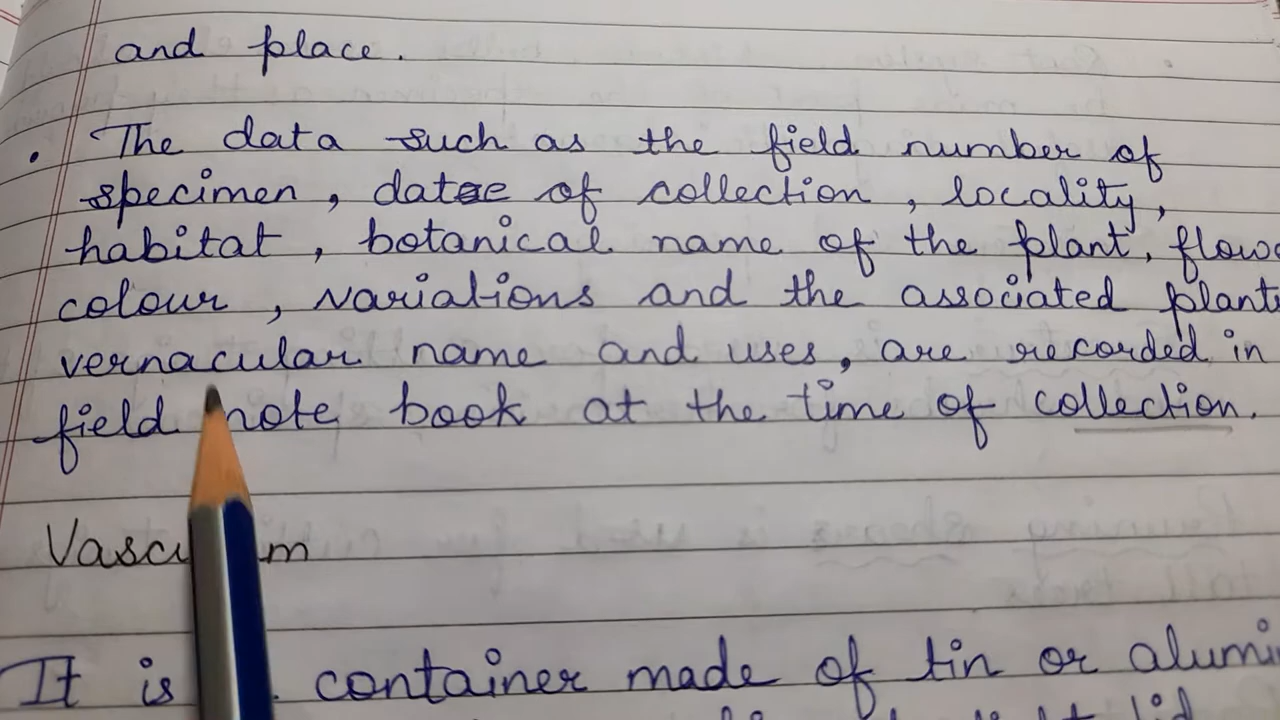 and place.
• The data such as the field number of
specimen, date of collection, locality,
habitat, botanical name of the plant, flow
colour, variations and the associated plant
vernacular name and uses, are recorded in
field note book at the time of collection.
It is container made of tin or alumi